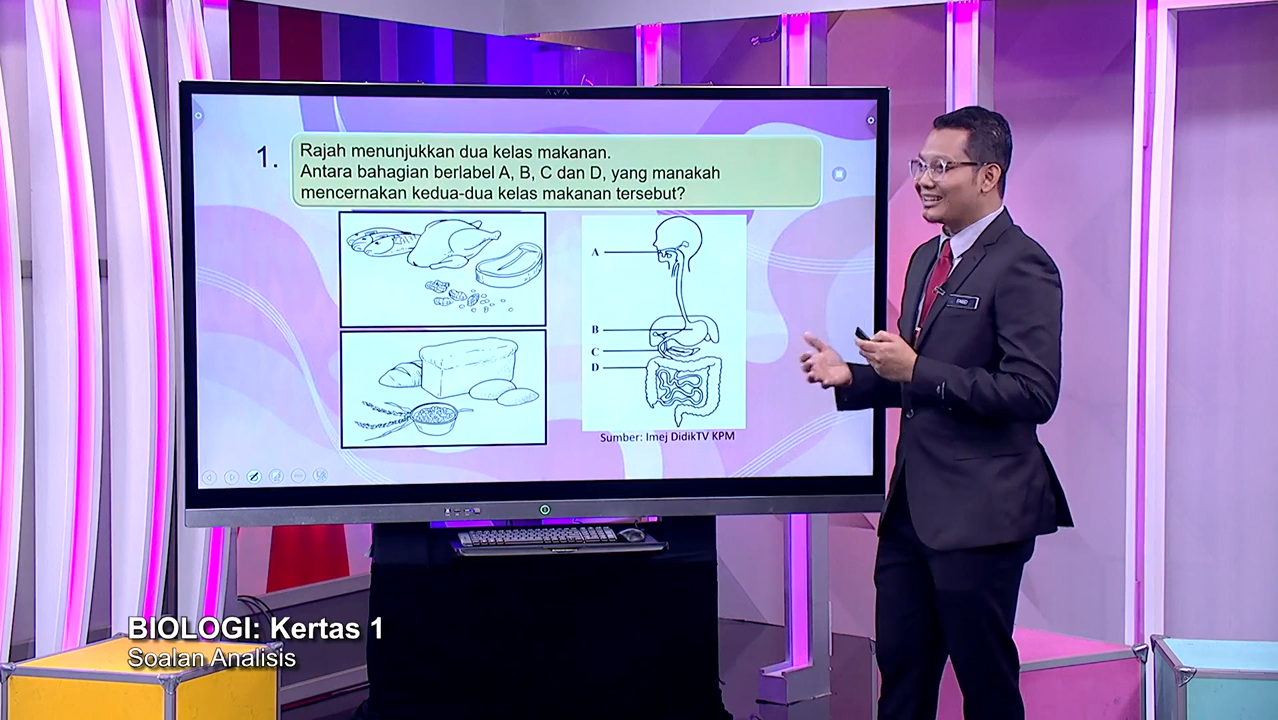 1.
Rajah menunjukkan dua kelas makanan.
Antara bahagian berlabel A, B, C dan D, yang manakah
mencernakan kedua-dua kelas makanan tersebut?
A
B
C
D
Sumber: Imej DidikTV KPM
BIOLOGI: Kertas 1
Soalan Analisis